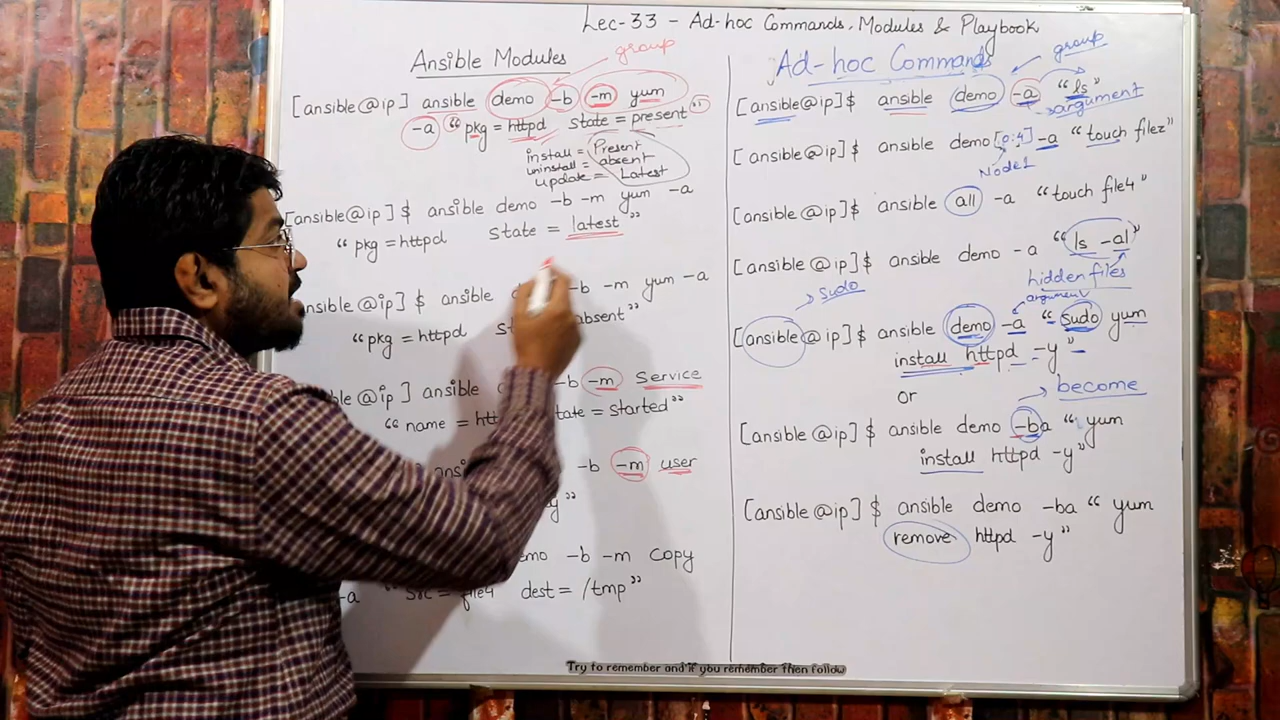 Lec-33 - Ad-hoc Commands, Modules & Playbook
Ansible Modules
group
[ansible@ip] ansible demo -b -m yum
-a "pkg = httpd state = present"
install = Present
uninstall = absent
update = Latest
[ansible@ip] $ ansible demo -b -m yum -a
"pkg = httpd state = latest"
ansible@ip] $ ansible -b -m yum -a
"pkg = httpd absent"
@ip] ansible -b -m Service
"name = tate = started"
-b -m user
"
emo -b -m copy
-a "src = file4 dest = /tmp"
Ad-hoc Commands
group
[ansible@ip]$ ansible demo -a "ls"
argument
[ansible@ip] $ ansible demo[0:4] -a "touch filez"
Node1
[ansible@ip] $ ansible all -a "touch file4"
[ansible@ip] $ ansible demo -a "ls -al"
hidden files
sudo
argument
[ansible@ip] $ ansible demo -a "sudo yum
install httpd -y"
or
become
[ansible@ip] $ ansible demo -ba "yum
install httpd -y"
[ansible@ip] $ ansible demo -ba "yum
remove httpd -y"
Try to remember and if you remember then follow